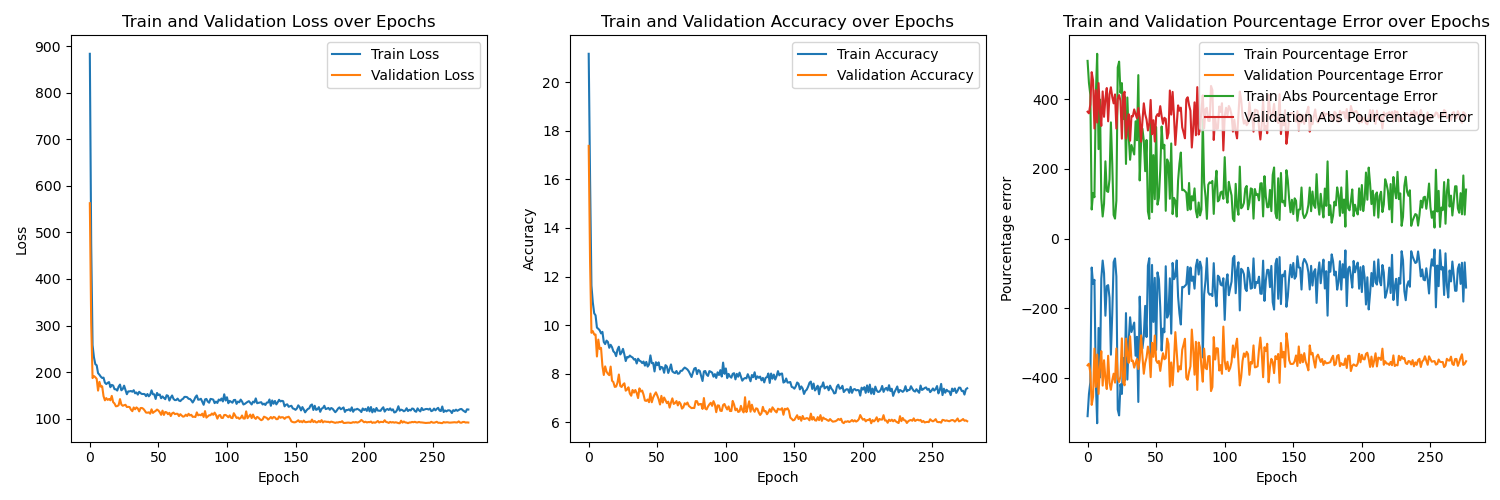 Train and Validation Loss over Epochs
Train Loss
Validation Loss
900
800
700
600
500
400
300
200
100
Loss
0 50 100 150 200 250
Epoch
Train and Validation Accuracy over Epochs
Train Accuracy
Validation Accuracy
20
18
16
14
12
10
8
6
Accuracy
0 50 100 150 200 250
Epoch
Train and Validation Pourcentage Error over Epochs
Train Pourcentage Error
Validation Pourcentage Error
Train Abs Pourcentage Error
Validation Abs Pourcentage Error
400
200
0
−200
−400
Pourcentage error
0 50 100 150 200 250
Epoch